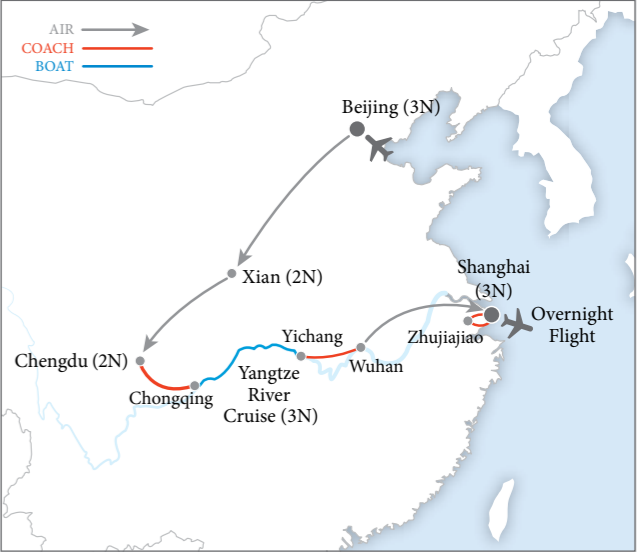 AIR
COACH
BOAT
Beijing (3N)
Xian (2N)
Shanghai
(3N)
Overnight
Flight
Zhujiajiao
Yichang
Wuhan
Chengdu (2N)
Chongqing
Yangtze
River
Cruise (3N)